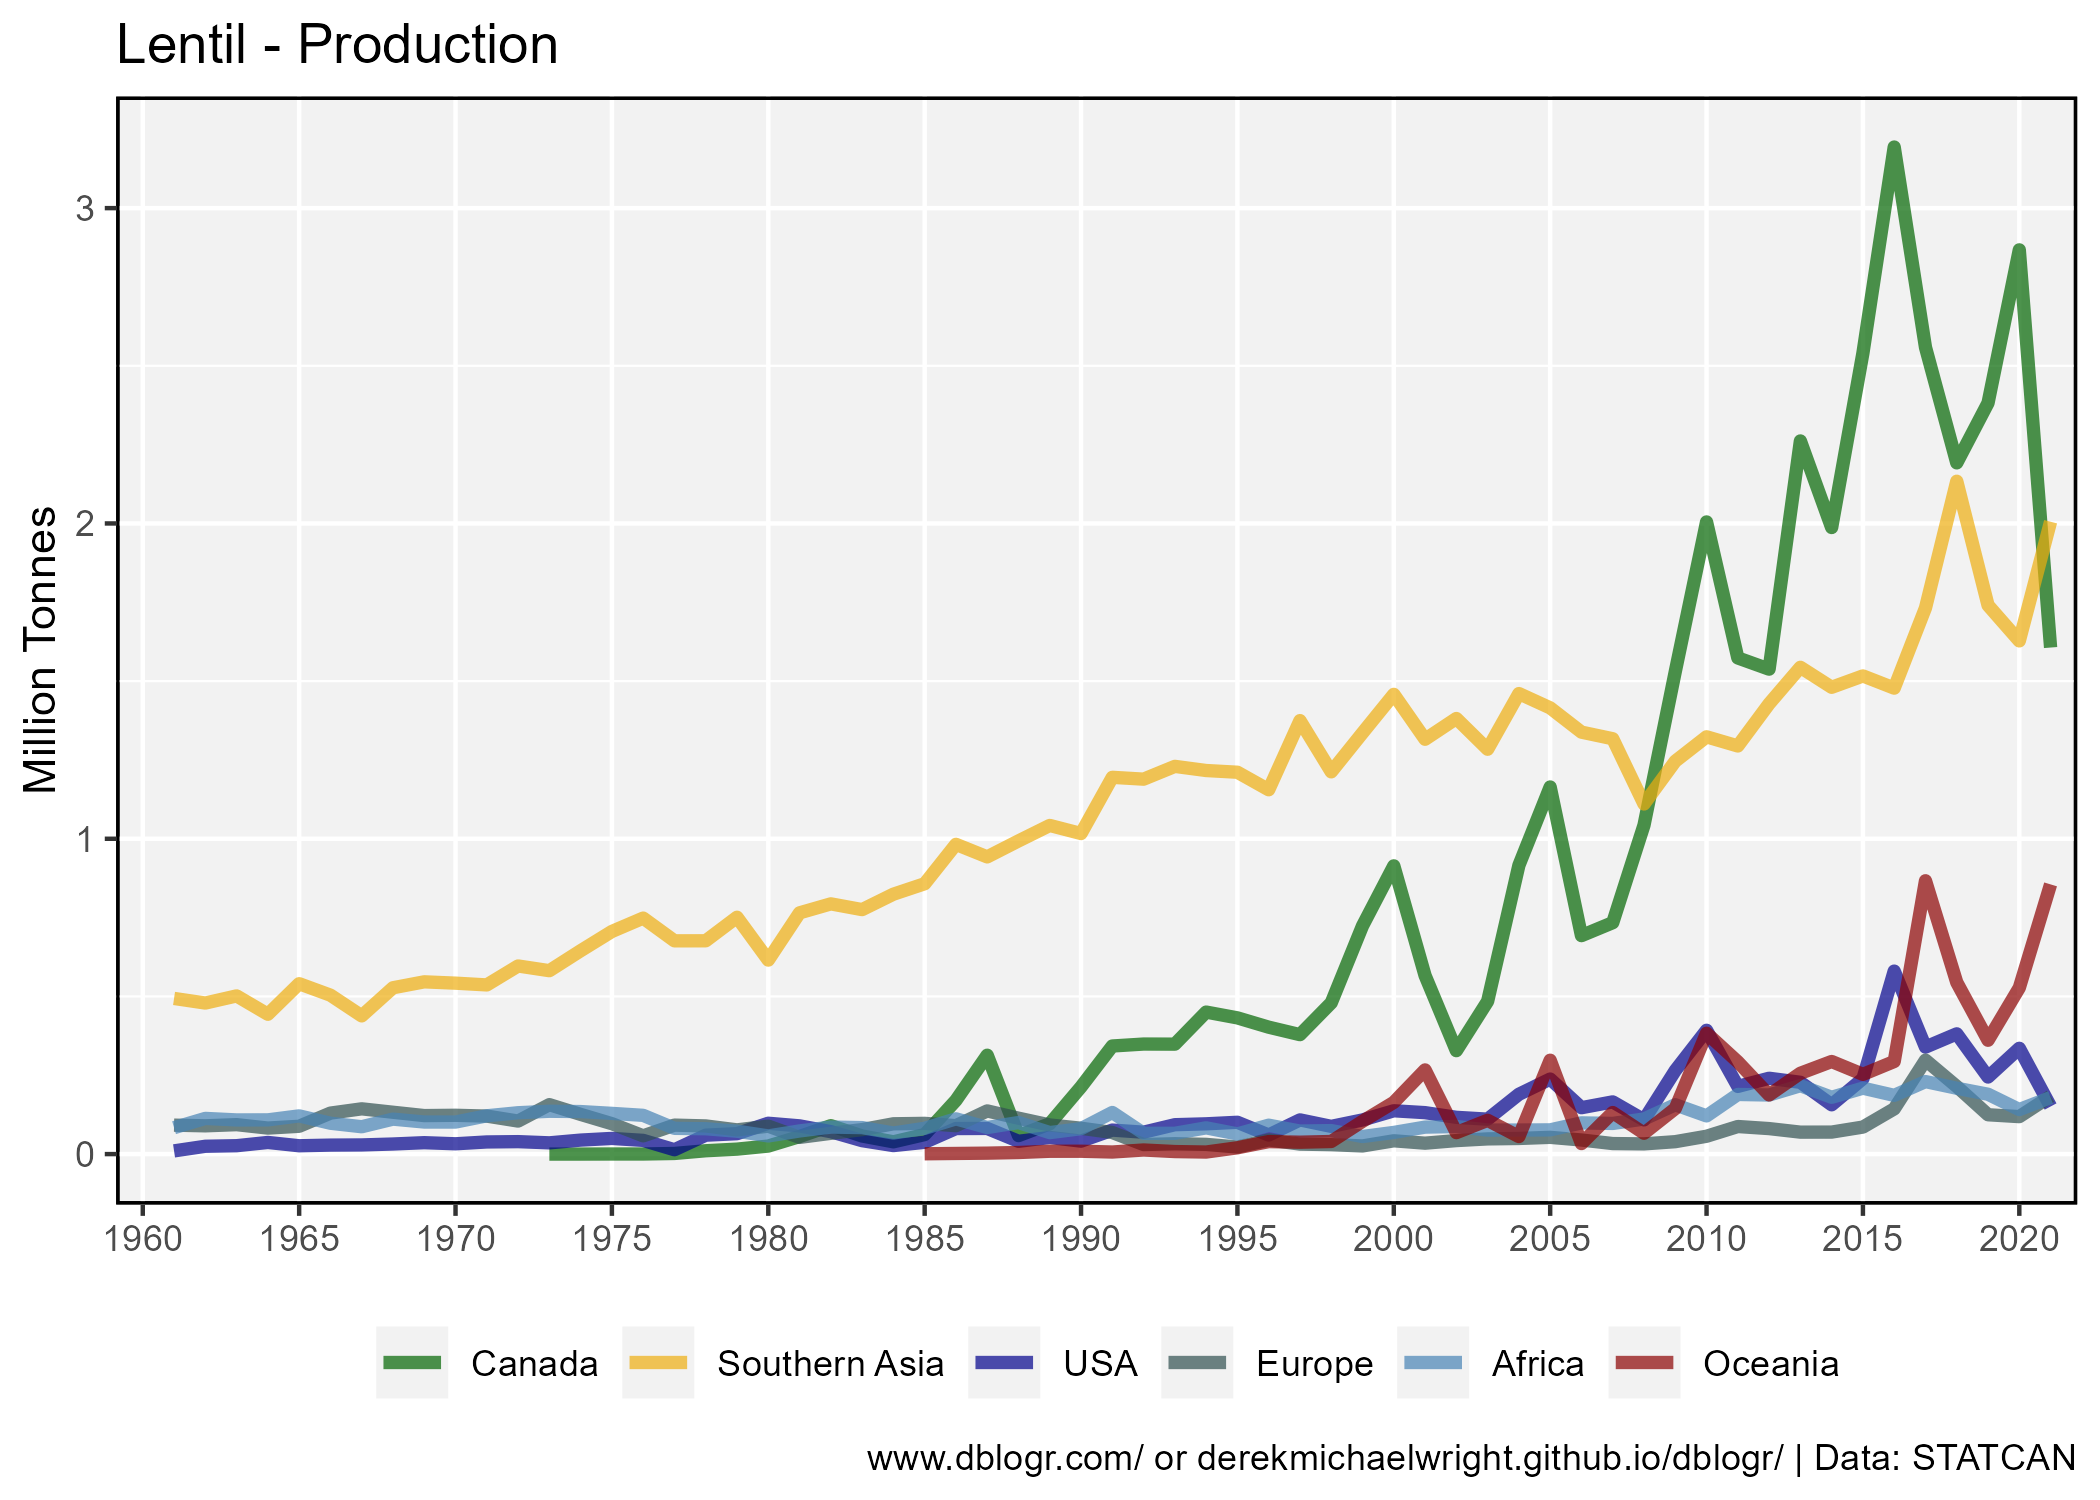 Lentil - Production
Million Tonnes
3
2
1
0
1960 1965 1970 1975 1980 1985 1990 1995 2000 2005 2010 2015 2020
Canada Southern Asia USA Europe Africa Oceania
www.dblogr.com/ or derekmichaelwright.github.io/dblogr/ | Data: STATCAN